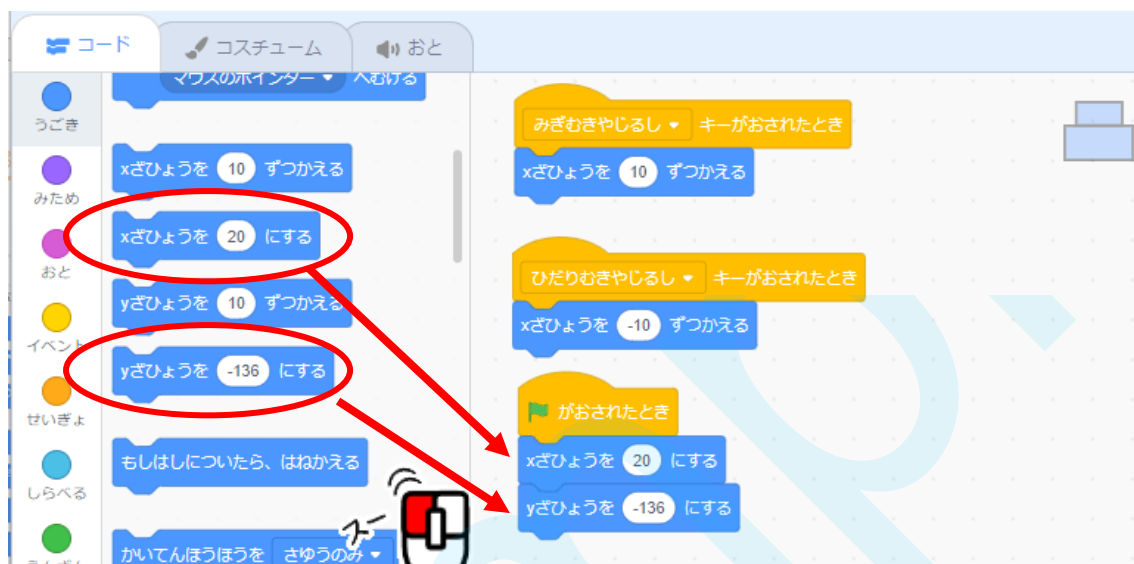 コード
コスチューム
おと
うごき
みため
おと
イベント
せいぎょ
しらべる
マウスのポインター へむける
xざひょうを 10 ずつかえる
xざひょうを 20 にする
yざひょうを 10 ずつかえる
yざひょうを -136 にする
もしはしについたら、はねかえる
かいてんほうほうを さゆうのみ
スー
みぎむきやじるし キーがおされたとき
xざひょうを 10 ずつかえる
ひだりむきやじるし キーがおされたとき
xざひょうを -10 ずつかえる
がおされたとき
xざひょうを 20 にする
yざひょうを -136 にする